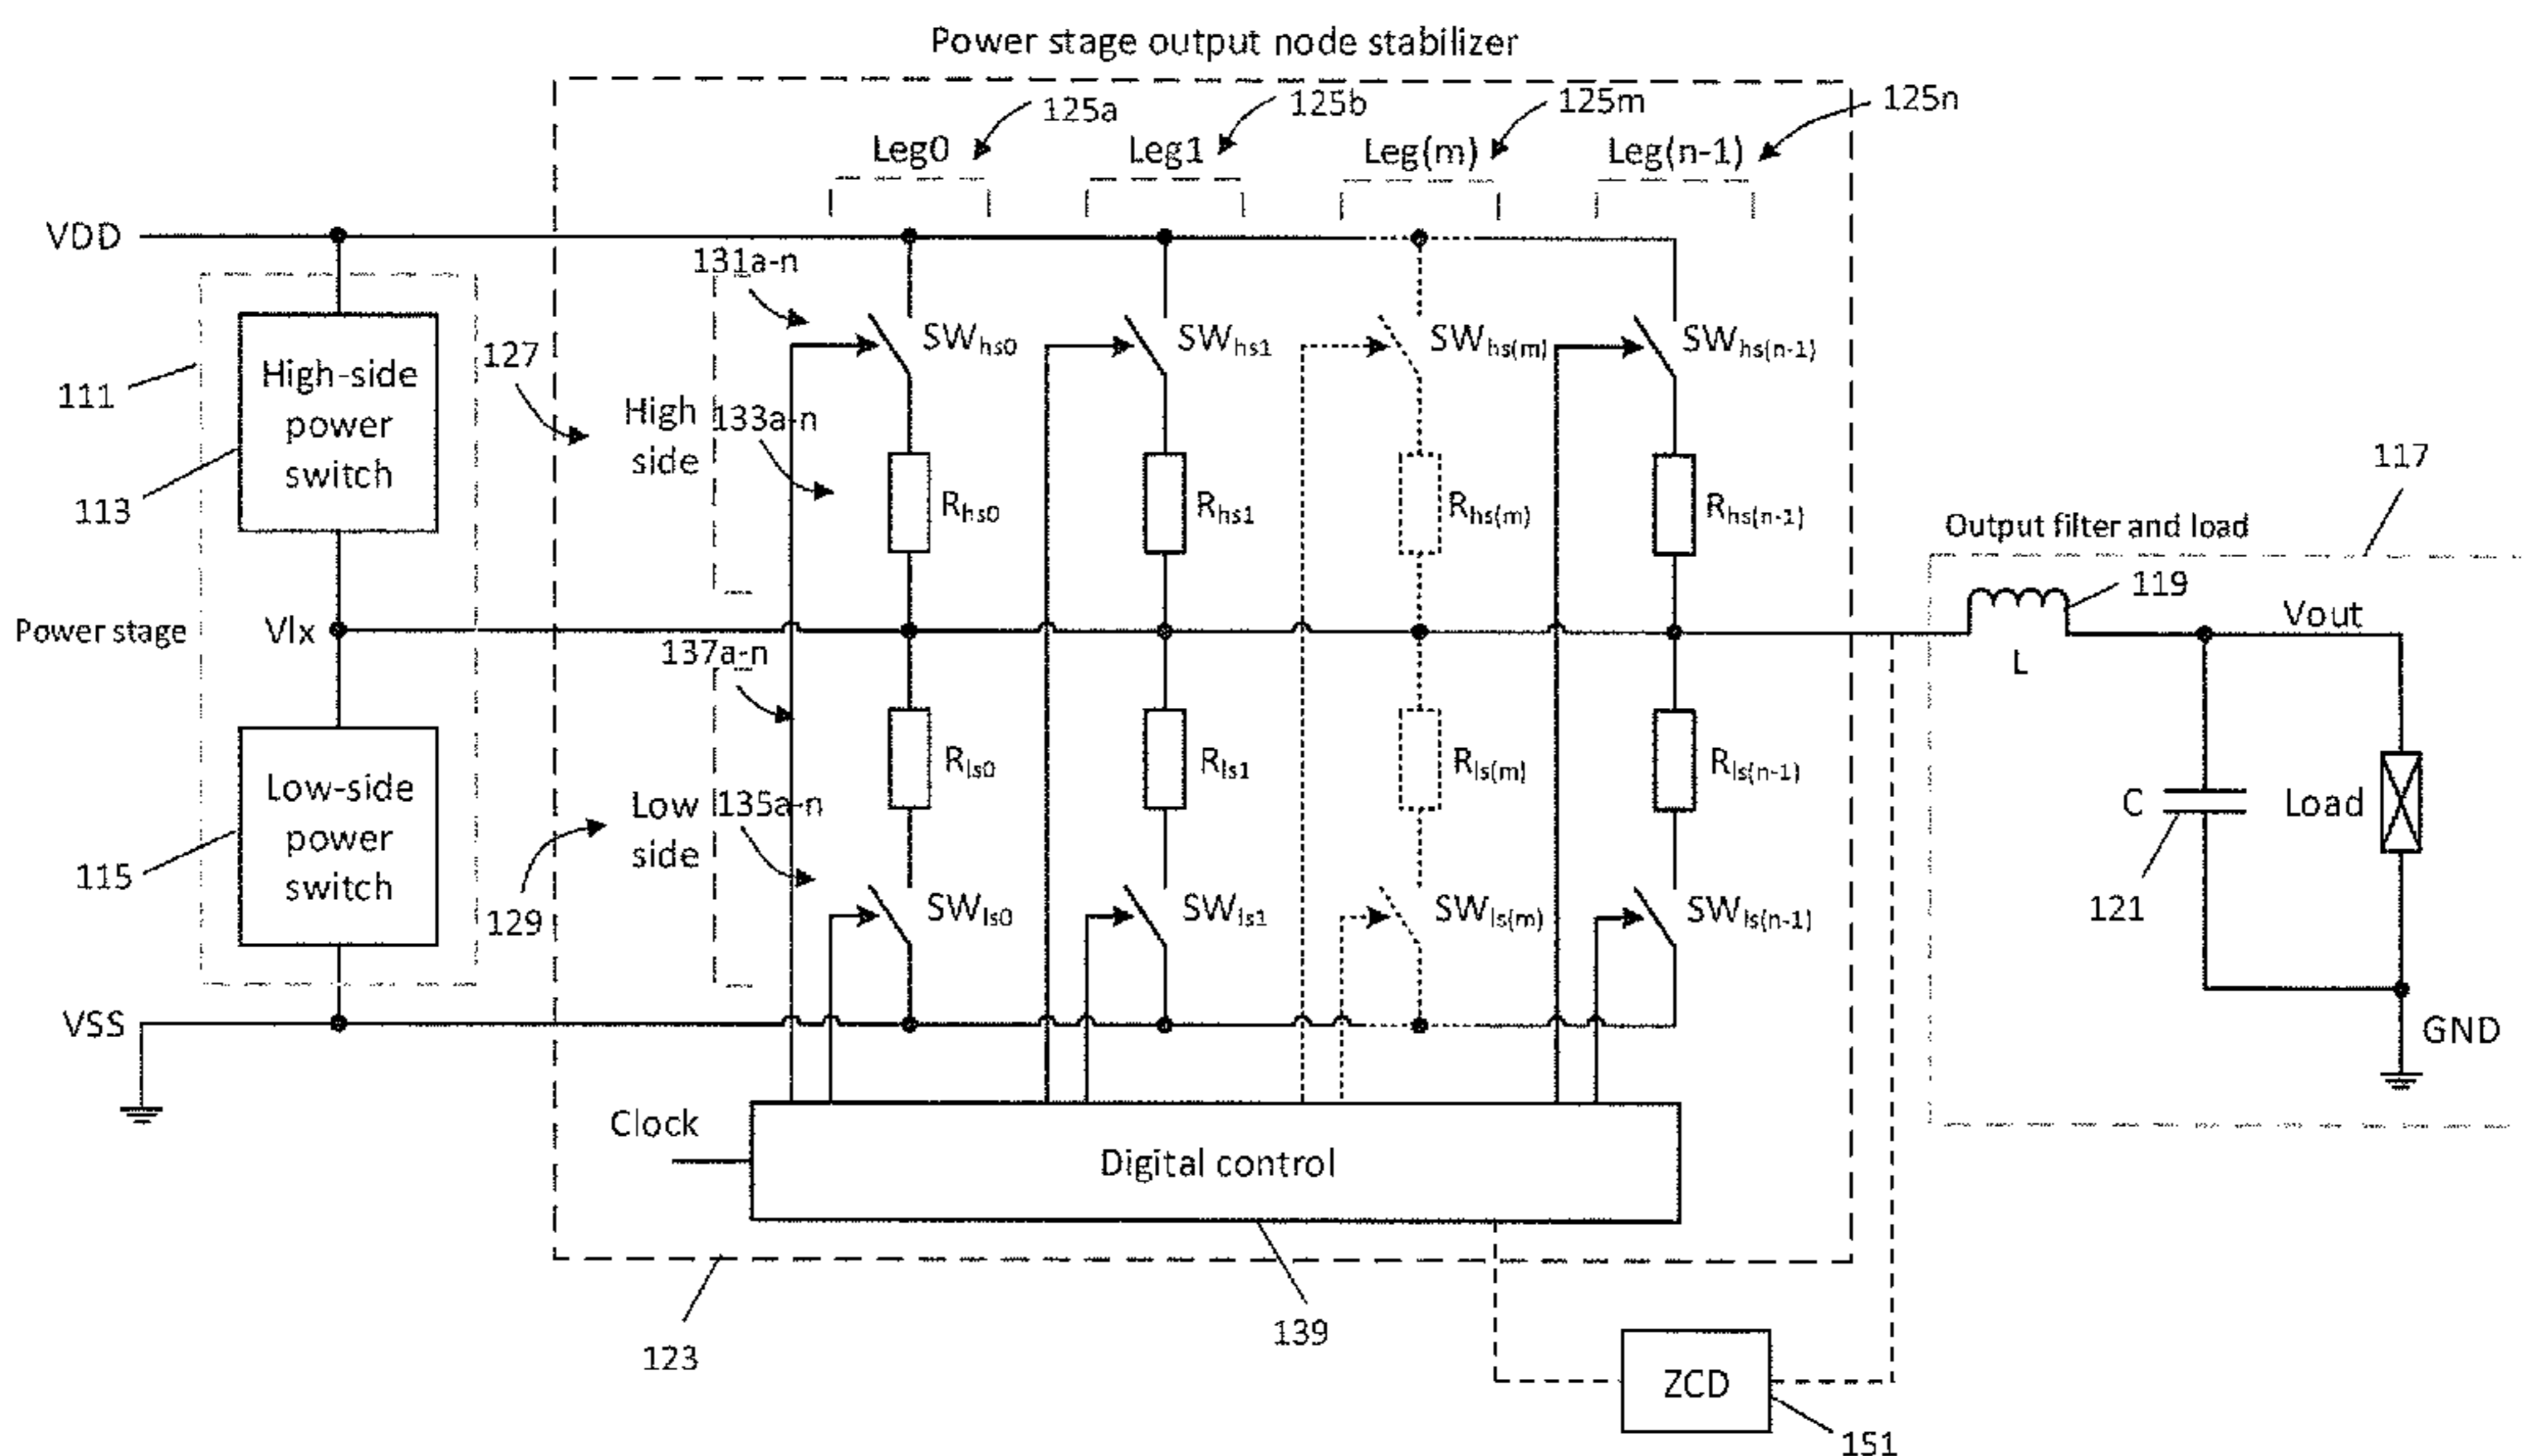 Power stage output node stabilizer
125a
125b
125m
125n
Leg0
Leg1
Leg(m)
Leg(n-1)
VDD
131a-n
SWhs0
SWhs1
SWhs(m)
SWhs(n-1)
111
High-side
power
switch
113
127
High
side
133a-n
Rhs0
Rhs1
Rhs(m)
Rhs(n-1)
117
Output filter and load
119
Power stage
Vlx
137a-n
L
Vout
Low-side
power
switch
115
129
Low
side
135a-n
Rls0
Rls1
Rls(m)
Rls(n-1)
C
Load
121
SWls0
SWls1
SWls(m)
SWls(n-1)
VSS
GND
Clock
Digital control
123
139
ZCD
151